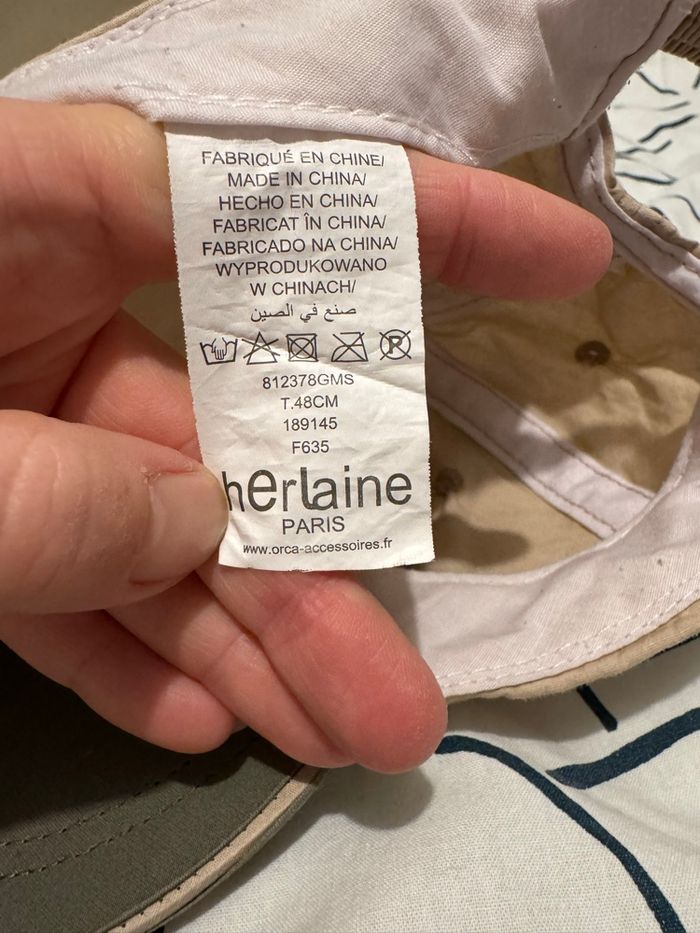 FABRIQUÉ EN CHINE/
MADE IN CHINA/
HECHO EN CHINA/
FABRICAT ÎN CHINA/
FABRICADO NA CHINA/
WYPRODUKOWANO
W CHINACH/
صنع في الصين
812378GMS
T.48CM
189145
F635
herlaine
PARIS
www.orca-accessoires.fr